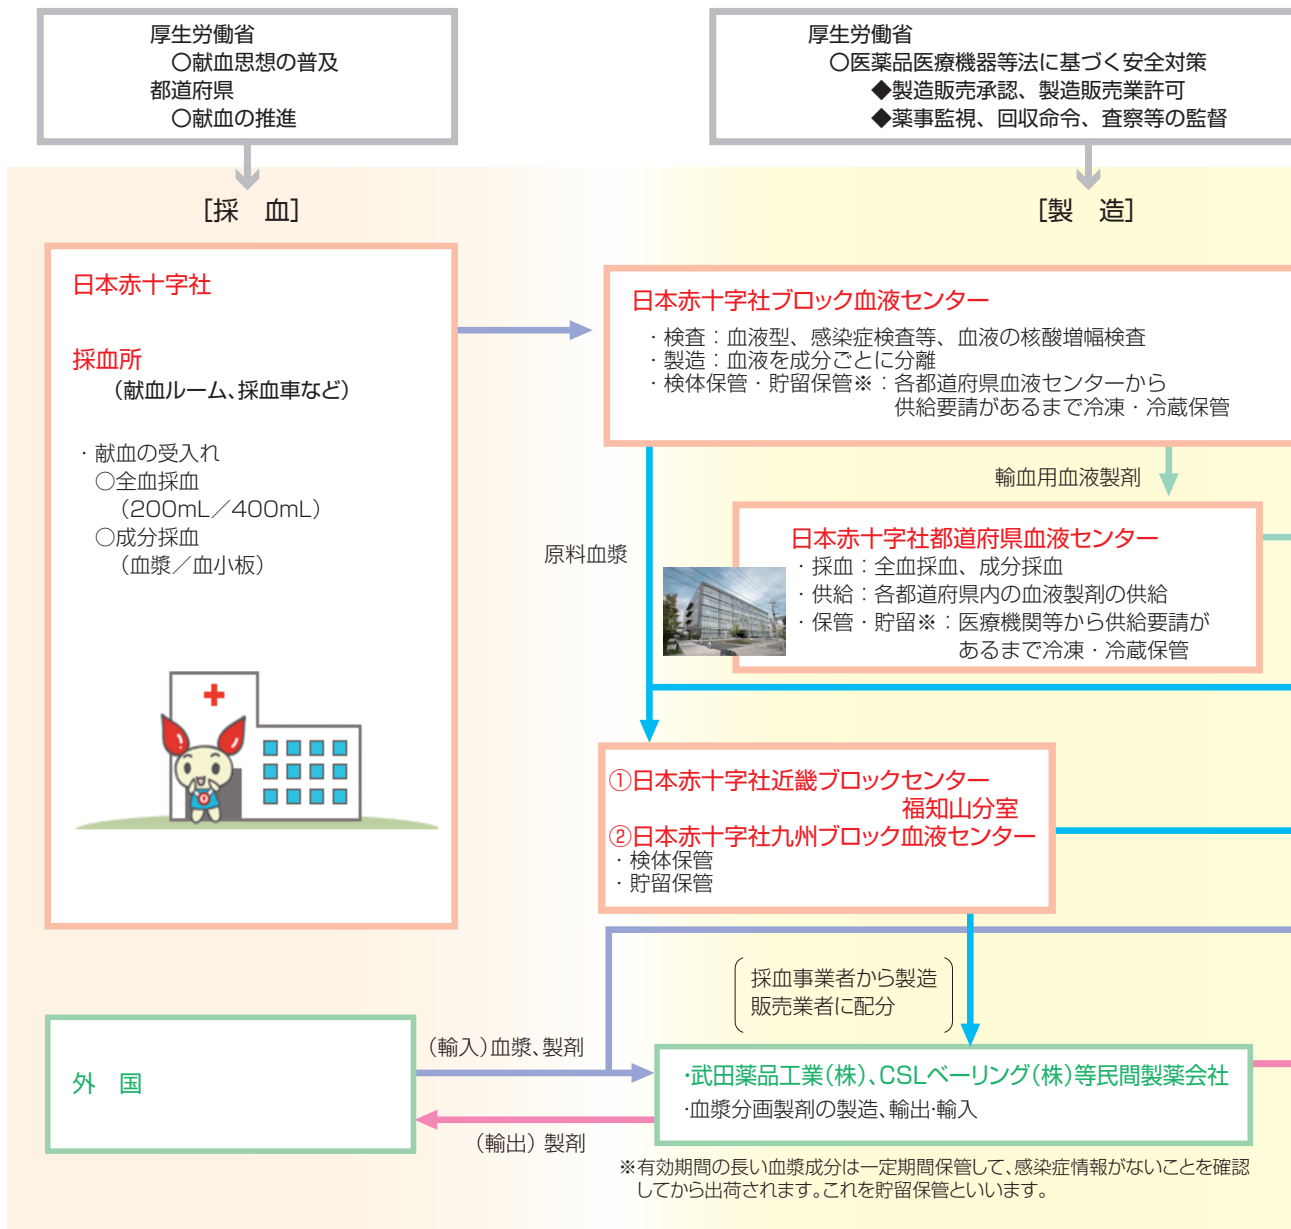 厚生労働省
○献血思想の普及
都道府県
○献血の推進
厚生労働省
○医薬品医療機器等法に基づく安全対策
◆製造販売承認、製造販売業許可
◆薬事監視、回収命令、査察等の監督
[採　血]
[製　造]
日本赤十字社
採血所
（献血ルーム、採血車など）
・献血の受入れ
○全血採血
（200mL／400mL）
○成分採血
（血漿／血小板）
日本赤十字社ブロック血液センター
・検査：血液型、感染症検査等、血液の核酸増幅検査
・製造：血液を成分ごとに分離
・検体保管・貯留保管※：各都道府県血液センターから
供給要請があるまで冷凍・冷蔵保管
輸血用血液製剤
原料血漿
日本赤十字社都道府県血液センター
・採血：全血採血、成分採血
・供給：各都道府県内の血液製剤の供給
・保管・貯留※：医療機関等から供給要請が
あるまで冷凍・冷蔵保管
①日本赤十字社近畿ブロックセンター
福知山分室
②日本赤十字社九州ブロック血液センター
・検体保管
・貯留保管
採血事業者から製造
販売業者に配分
外　国
（輸入）血漿、製剤
（輸出）製剤
・武田薬品工業（株）、CSLベーリング（株）等民間製薬会社
・血漿分画製剤の製造、輸出・輸入
※有効期間の長い血漿成分は一定期間保管して、感染症情報がないことを確認
してから出荷されます。これを貯留保管といいます。